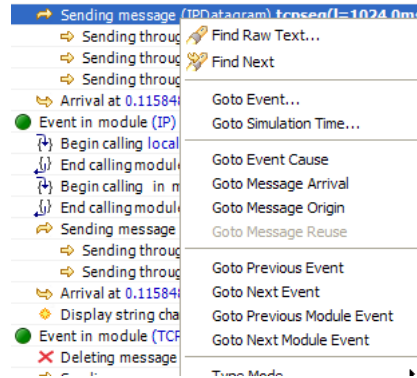 Sending message (IPDatagram) tcpseg(l=1024,0ms
Sending throug
Sending throug
Sending throug
Arrival at 0.11584
Event in module (IP)
Begin calling local
End calling module
Begin calling in m
End calling module
Sending message
Sending throug
Sending throug
Arrival at 0.11584
Display string cha
Event in module (TCP
Deleting message
Find Raw Text...
Find Next
Goto Event...
Goto Simulation Time...
Goto Event Cause
Goto Message Arrival
Goto Message Origin
Goto Message Reuse
Goto Previous Event
Goto Next Event
Goto Previous Module Event
Goto Next Module Event
Type Mode